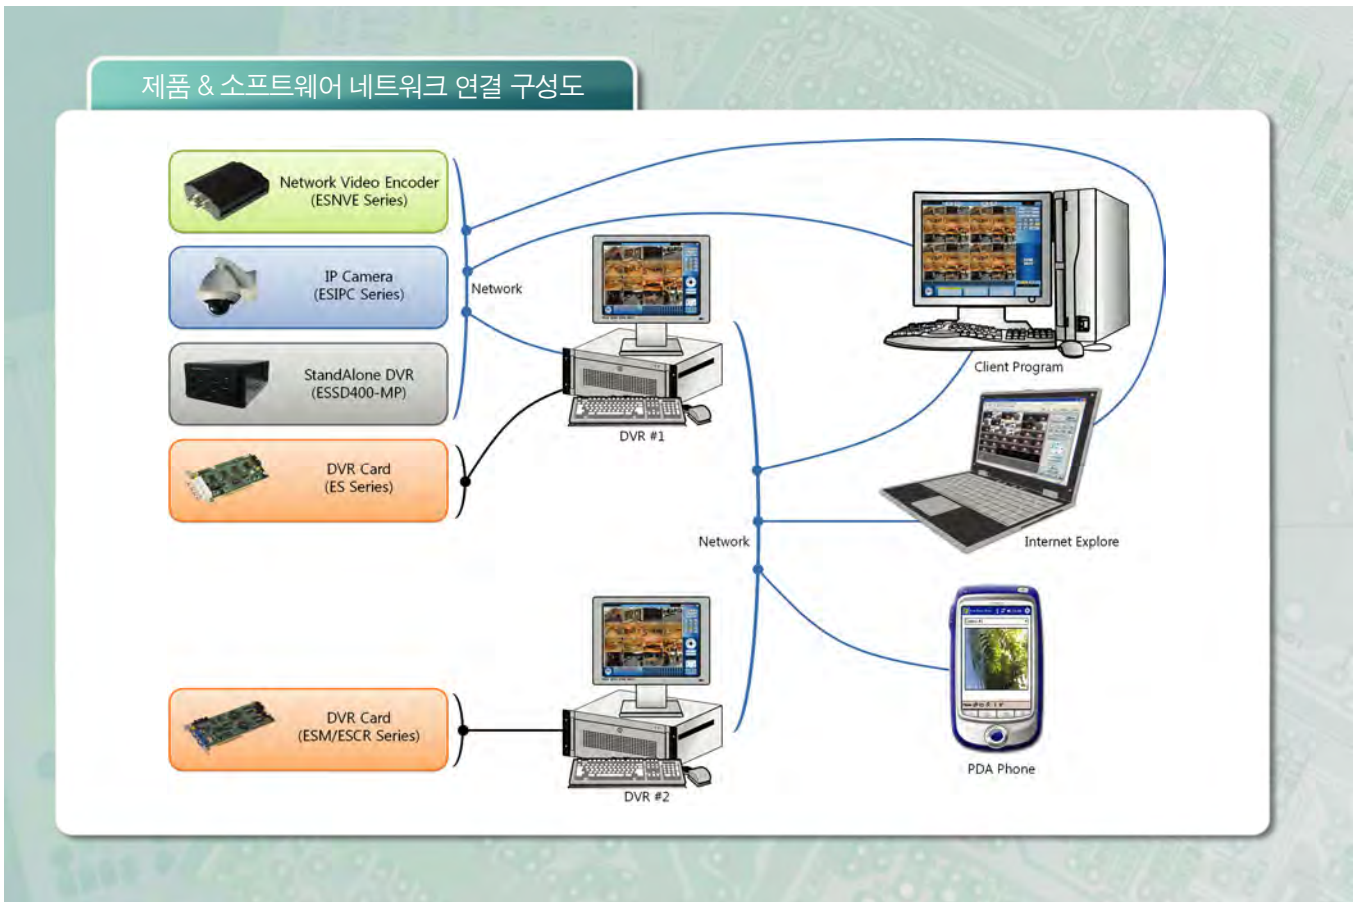 제품 & 소프트웨어 네트워크 연결 구성도
Network Video Encoder
(ESNVE Series)
IP Camera
(ESIPC Series)
Network
StandAlone DVR
(ESSD400-MP)
DVR Card
(ES Series)
DVR #1
Client Program
Network
Internet Explore
DVR Card
(ESM/ESCR Series)
DVR #2
PDA Phone